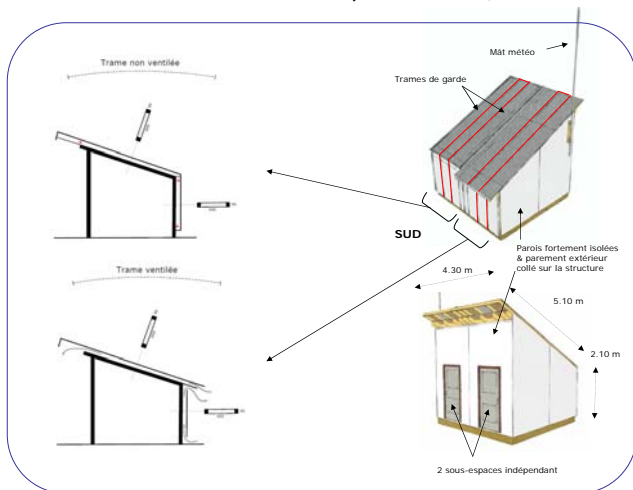 Trame non ventilée
Mât météo
Trames de garde
SUD
Parois fortement isolées
& parement extérieur
collé sur la structure
Trame ventilée
4.30 m
5.10 m
2.10 m
2 sous-espaces indépendant